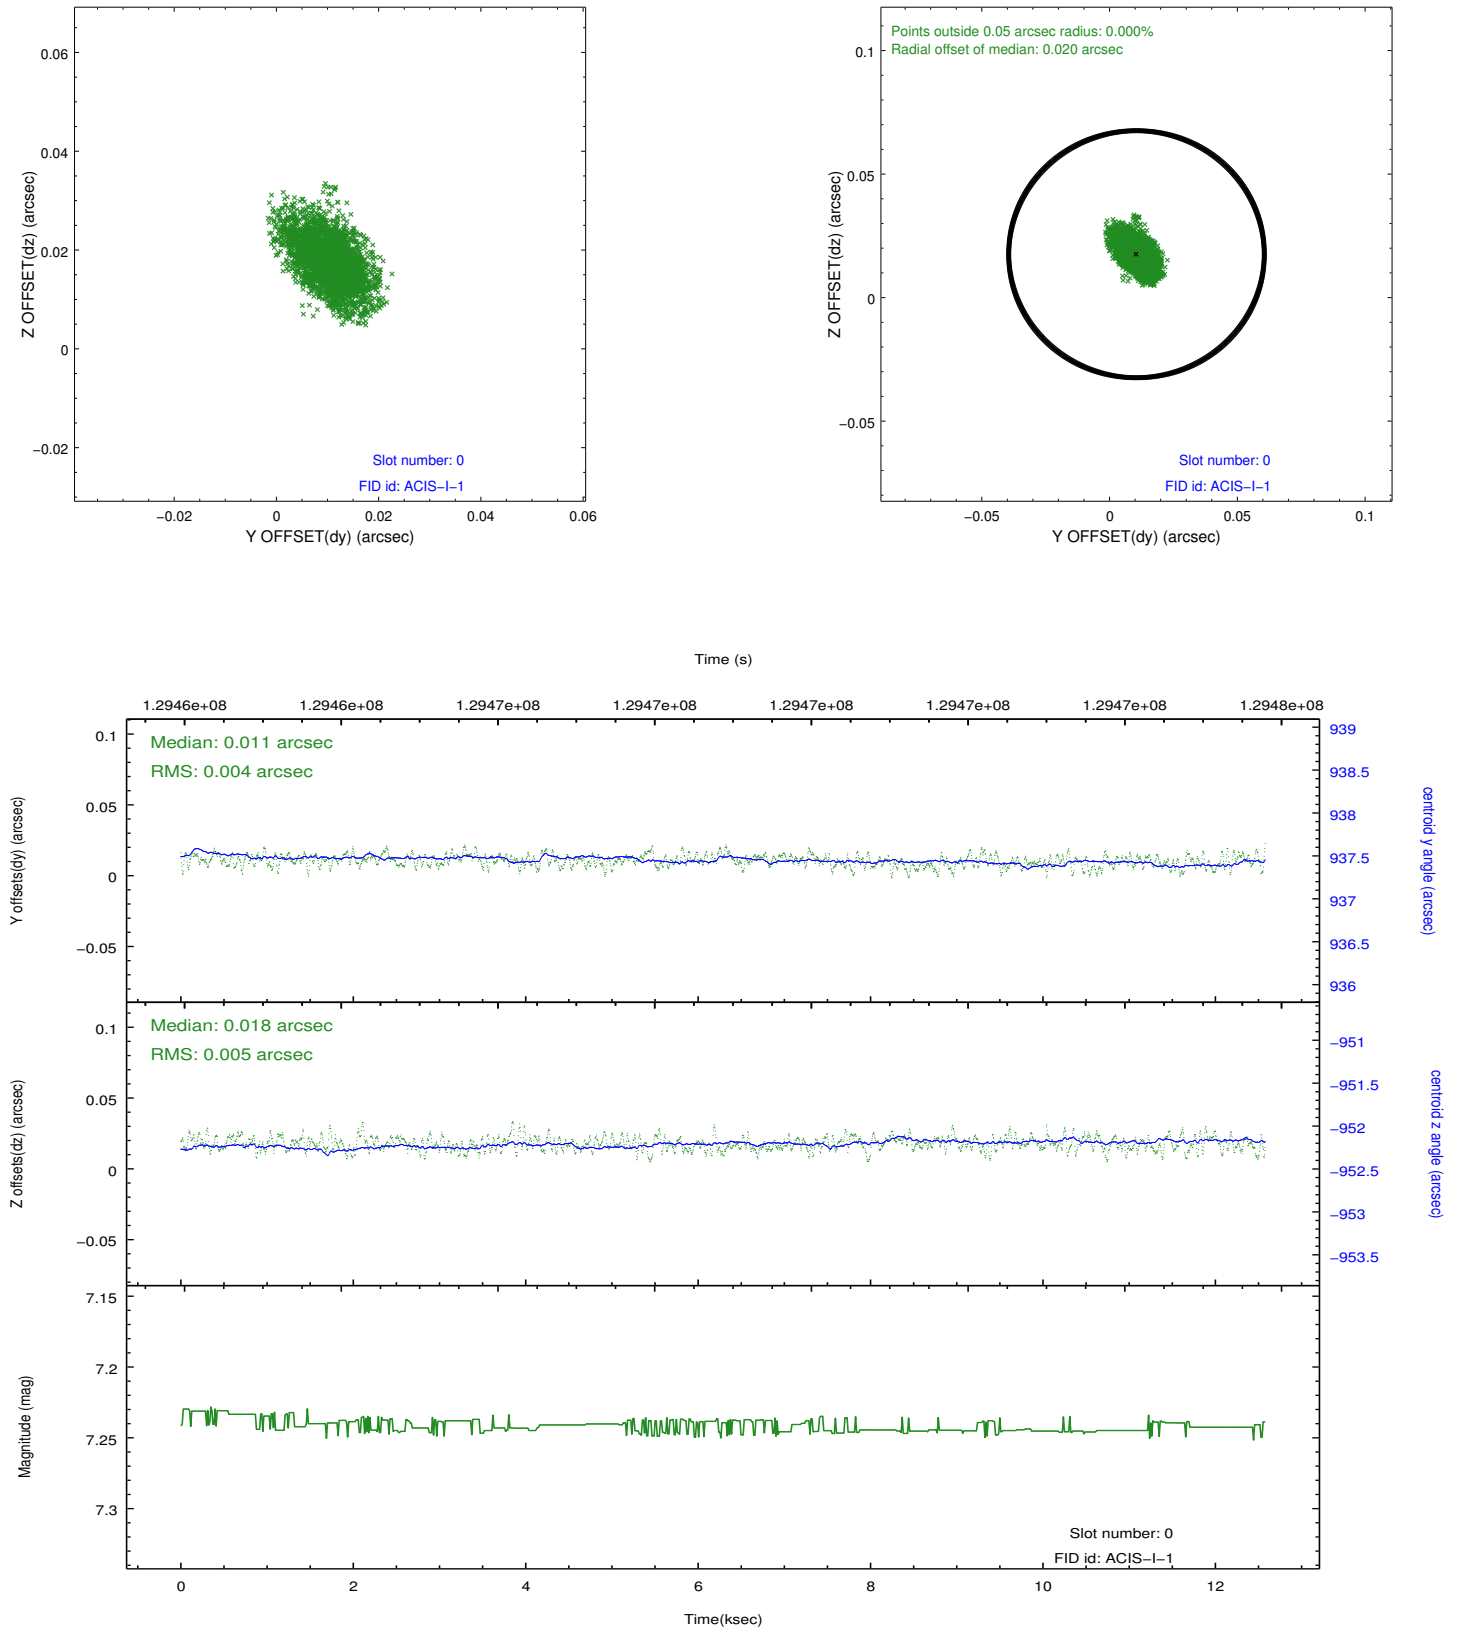 0.06
0.04
0.02
0
−0.02
Z OFFSET(dz) (arcsec)
Slot number: 0
FID id: ACIS−I−1
−0.02 0 0.02 0.04 0.06
Y OFFSET(dy) (arcsec)
Points outside 0.05 arcsec radius: 0.000%
Radial offset of median: 0.020 arcsec
0.1
0.05
0
−0.05
Z OFFSET(dz) (arcsec)
Slot number: 0
FID id: ACIS−I−1
−0.05 0 0.05 0.1
Y OFFSET(dy) (arcsec)
Time (s)
1.2946e+08 1.2946e+08 1.2947e+08 1.2947e+08 1.2947e+08 1.2947e+08 1.2947e+08 1.2948e+08
Median: 0.011 arcsec
RMS: 0.004 arcsec
0.1
0.05
0
−0.05
Y offsets(dy) (arcsec)
939
938.5
938
937.5
937
936.5
936
centroid y angle (arcsec)
Median: 0.018 arcsec
RMS: 0.005 arcsec
0.1
0.05
0
−0.05
Z offsets(dz) (arcsec)
−951
−951.5
−952
−952.5
−953
−953.5
centroid z angle (arcsec)
7.15
7.2
7.25
7.3
Magnitude (mag)
Slot number: 0
FID id: ACIS−I−1
0 2 4 6 8 10 12
Time(ksec)